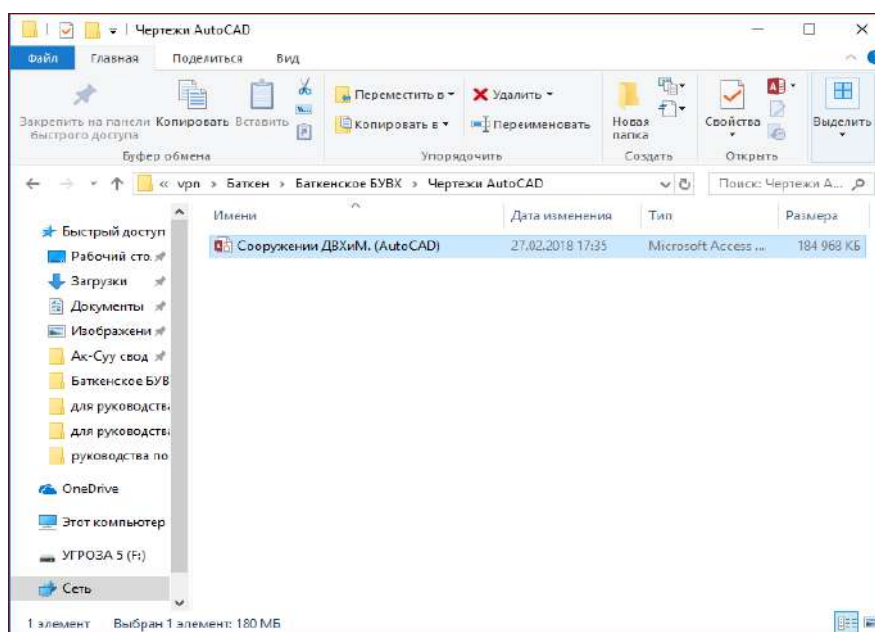 Чертежи AutoCAD
Файл Главная Поделиться Вид
Закрепить на панели быстрого доступа
Копировать Вставить
Переместить в
Копировать в
Удалить
Переименовать
Новая папка
Свойства
Выделить
Буфер обмена Упорядочить Создать Открыть
« vpn > Баткен > Баткенское БУВХ > Чертежи AutoCAD
Поиск: Чертежи A...
Имени Дата изменения Тип Размера
Сооружении ДВХиМ. (AutoCAD) 27.02.2018 17:35 Microsoft Access ... 184 968 КБ
Быстрый доступ
Рабочий сто
Загрузки
Документы
Изображени
Ак-Суу свод
Баткенское БУВ
для руководств
для руководств
руководства по
OneDrive
Этот компьютер
УГРОЗА 5 (F:)
Сеть
1 элемент Выбран 1 элемент: 180 МБ